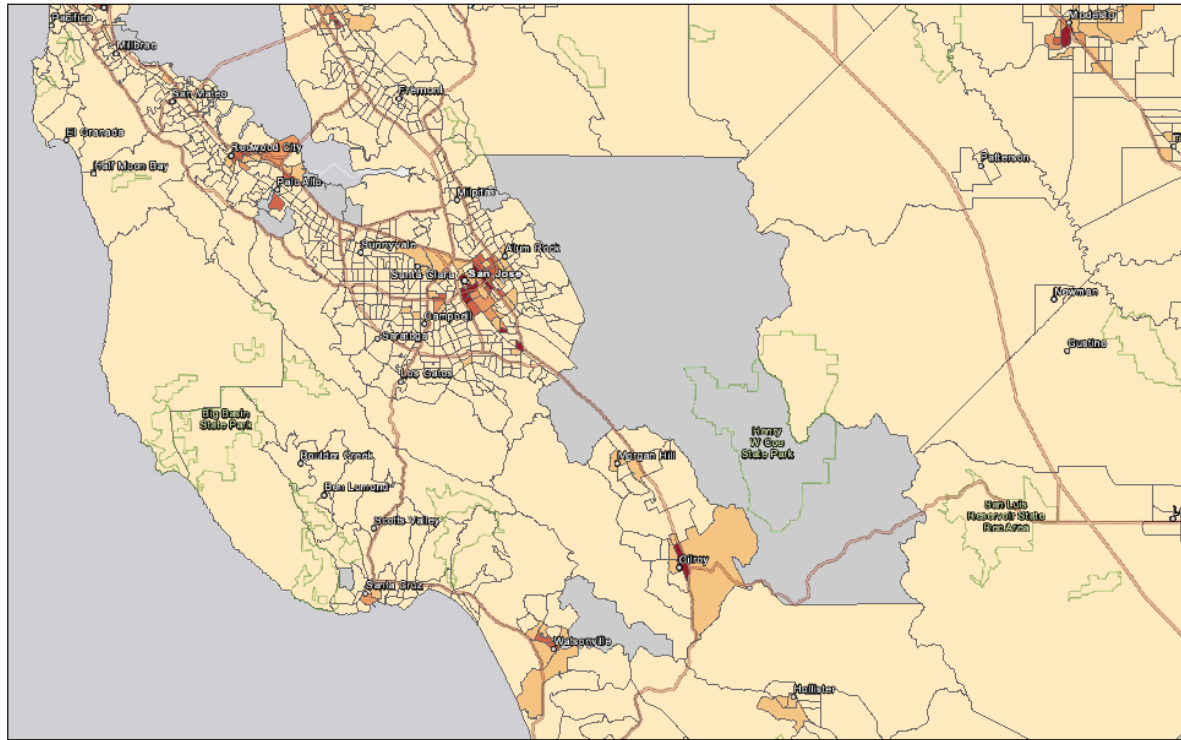 Pacifica
Modesto
Millbrae
San Mateo
Fremont
El Granada
Redwood City
Half Moon Bay
Patterson
Palo Alto
Milpitas
Sunnyvale
Alum Rock
Santa Clara
San Jose
Newman
Campbell
Saratoga
Gustine
Los Gatos
Big Basin
State Park
Henry
W Coe
State Park
Morgan Hill
Boulder Creek
Ben Lomond
San Luis
Reservoir State
Rec Area
Scotts Valley
Gilroy
Santa Cruz
Watsonville
Hollister